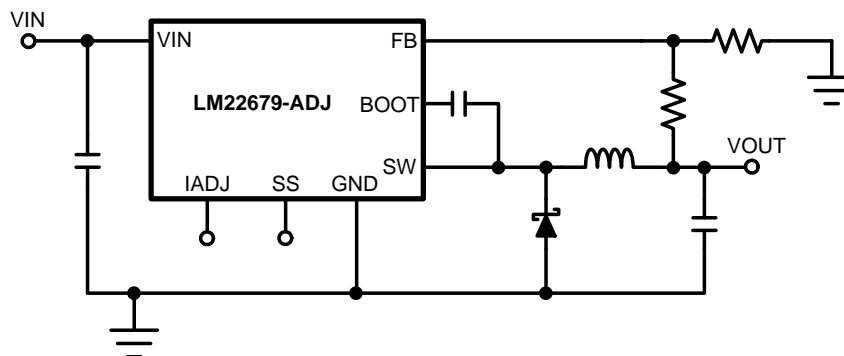 VIN
VIN
FB
LM22679-ADJ
BOOT
VOUT
SW
IADJ
SS
GND